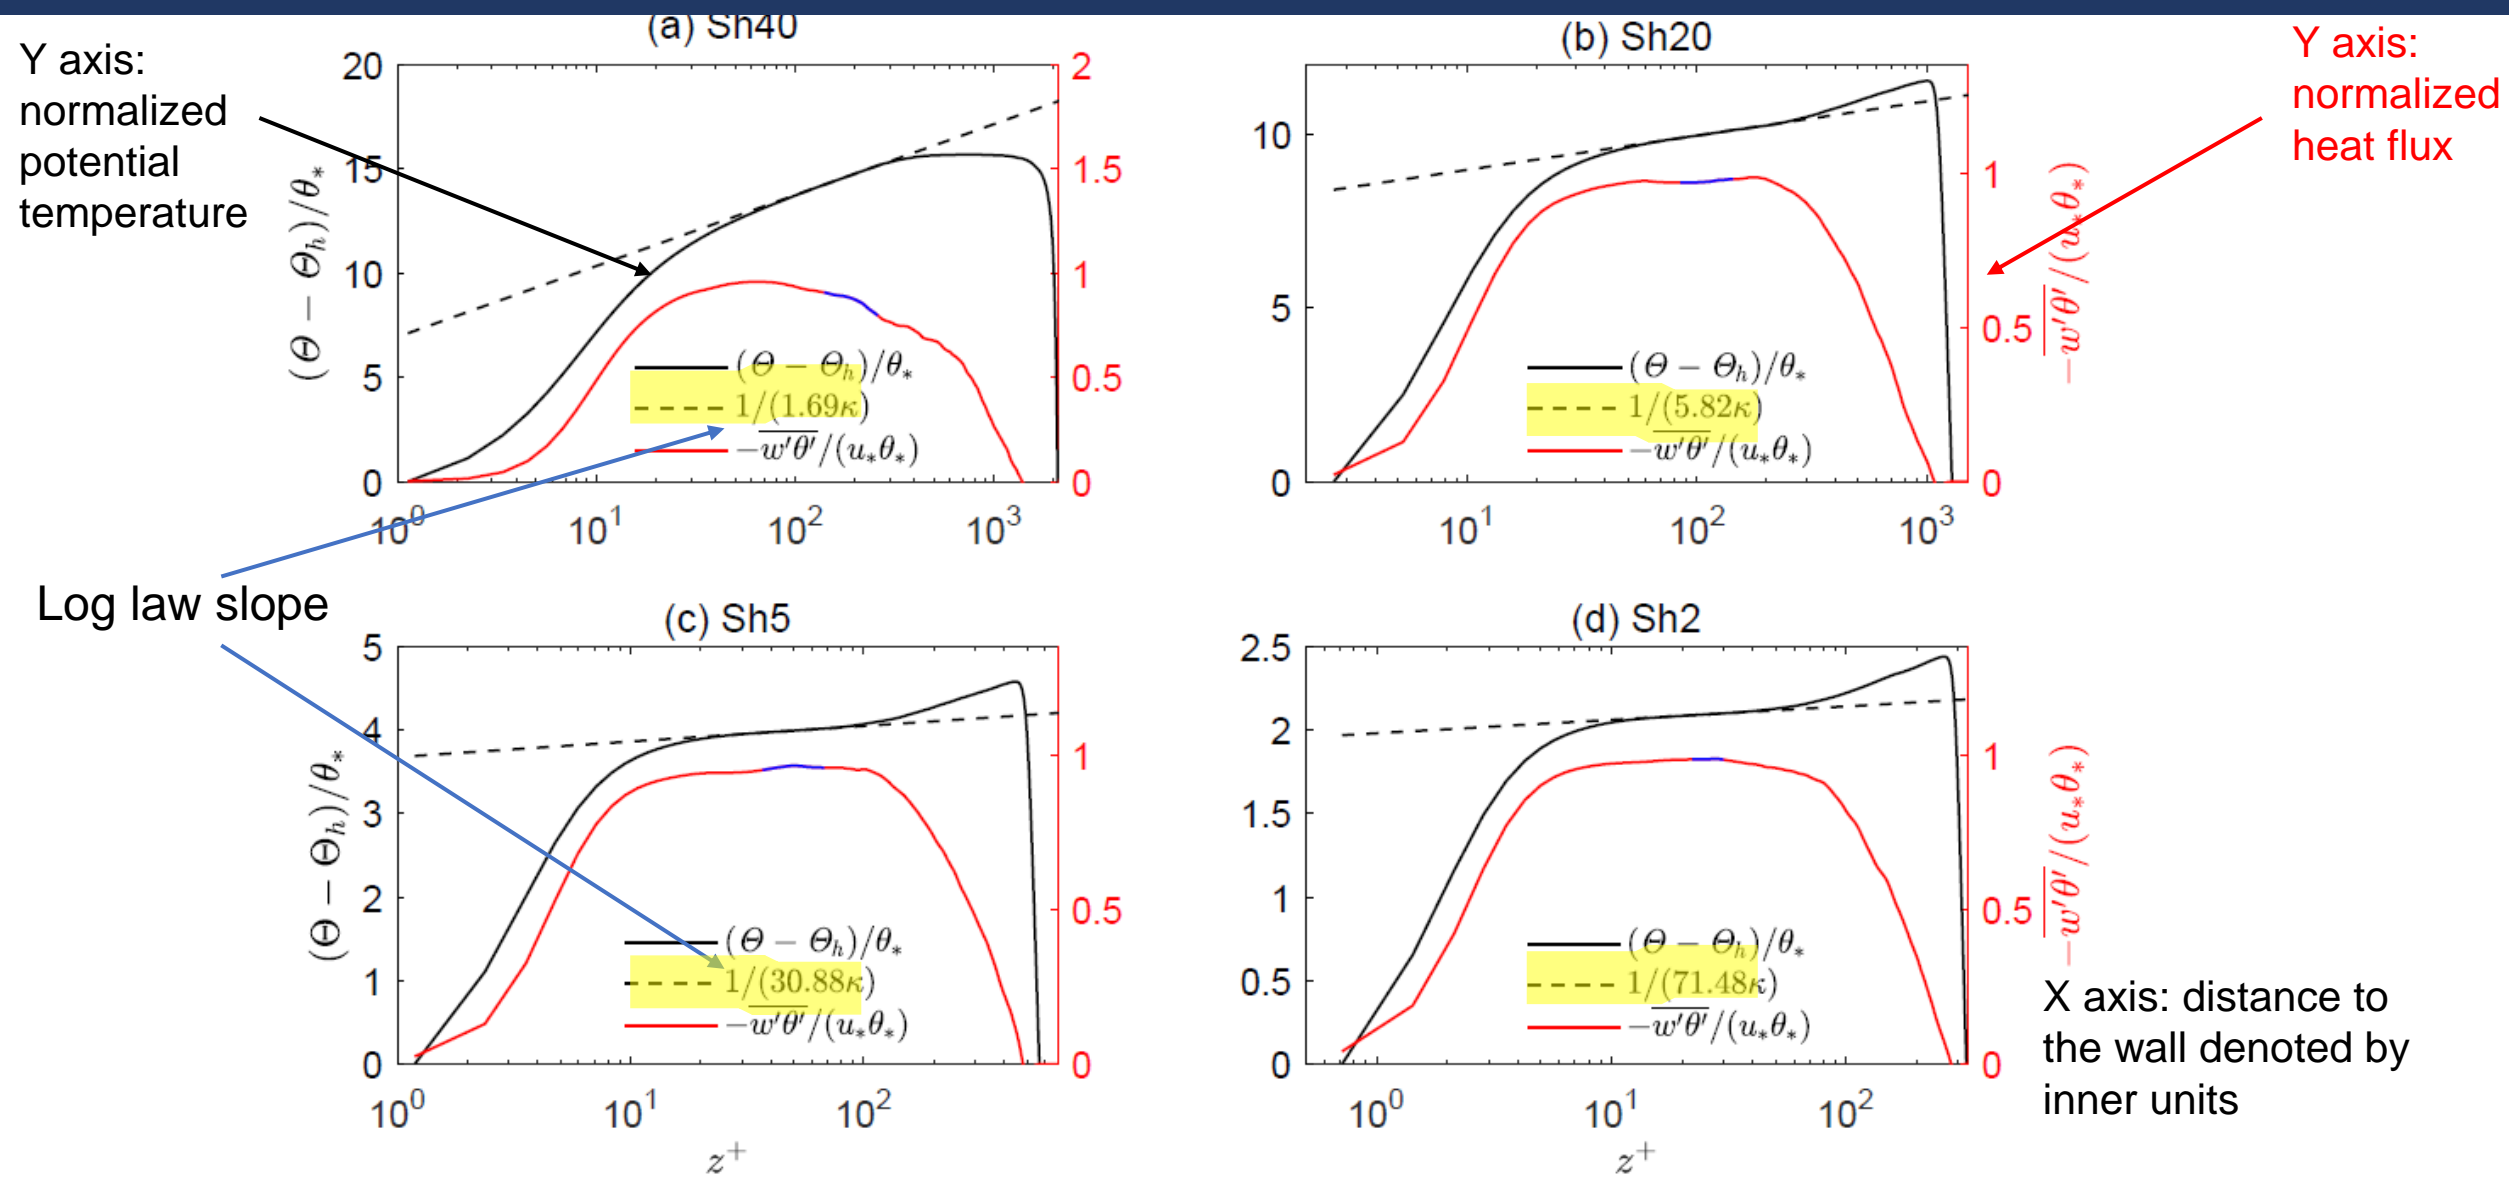 (a) Sh40
(b) Sh20
Y axis:
normalized
potential
temperature
Y axis:
normalized
heat flux
20
15
10
5
0
2
1.5
1
0.5
0
(Θ − Θ_h)/θ_*
(Θ − Θ_h)/θ_*
1/(1.69κ)
−w′θ′/(u_*θ_*)
10^0
10^1
10^2
10^3
10
5
0
1
0.5
0
−w′θ′/(u_*θ_*)
(Θ − Θ_h)/θ_*
1/(5.82κ)
−w′θ′/(u_*θ_*)
10^1
10^2
10^3
Log law slope
(c) Sh5
(d) Sh2
5
4
3
2
1
0
1
0.5
0
(Θ − Θ_h)/θ_*
(Θ − Θ_h)/θ_*
1/(30.88κ)
−w′θ′/(u_*θ_*)
10^0
10^1
10^2
z^+
2.5
2
1.5
1
0.5
0
1
0.5
0
−w′θ′/(u_*θ_*)
(Θ − Θ_h)/θ_*
1/(71.48κ)
−w′θ′/(u_*θ_*)
10^0
10^1
10^2
z^+
X axis: distance to
the wall denoted by
inner units